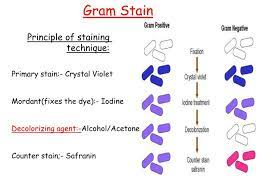 Gram Stain
Principle of staining
technique:
Primary stain:- Crystal Violet
Mordant(fixes the dye):- Iodine
Decolorizing agent:-Alcohol/Acetone
Counter stain:- Safranin
Gram Positive
Gram Negative
Fixation
Crystal violet
Iodine treatment
Decolorization
Counter stain
safranin